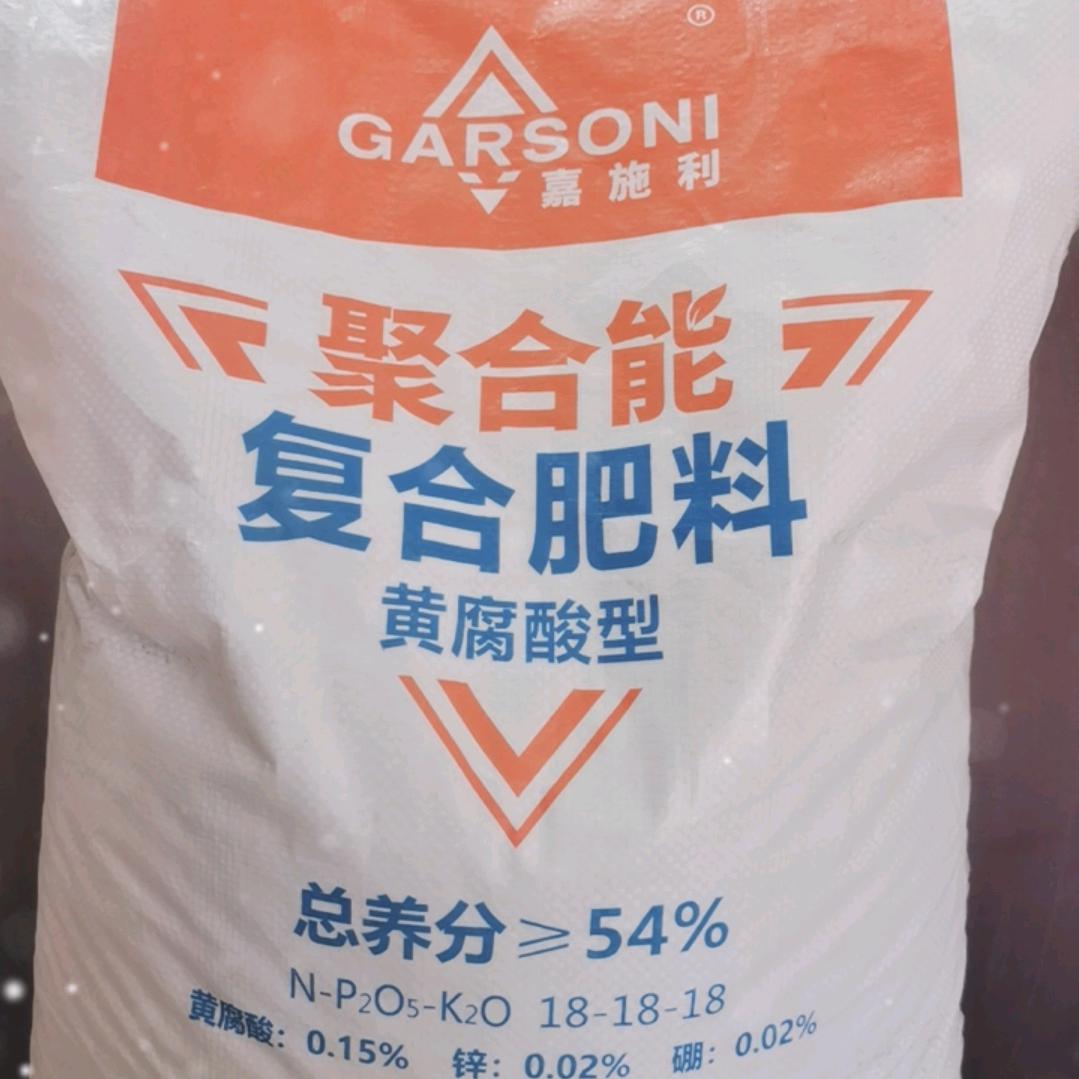 ®
GARSONI
嘉施利
聚合能
复合肥料
黄腐酸型
总养分≥54%
N-P₂O₅-K₂O 18-18-18
黄腐酸：0.15% 锌：0.02% 硼：0.02%